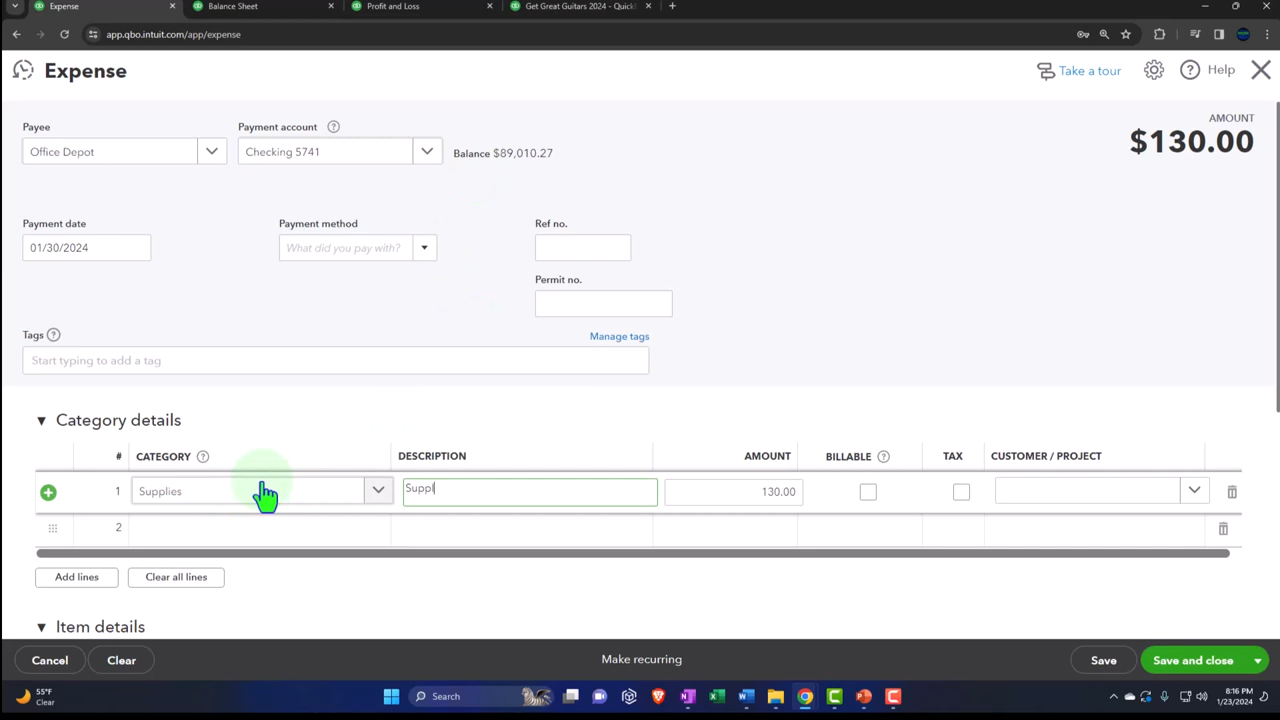 Expense
Balance Sheet
Profit and Loss
Get Great Guitars 2024 - Quick
app.qbo.intuit.com/app/expense
Expense
Take a tour
Help
Payee
Payment account
AMOUNT
$130.00
Office Depot
Checking 5741
Balance $89,010.27
Payment date
Payment method
Ref no.
01/30/2024
What did you pay with?
Permit no.
Tags
Manage tags
Start typing to add a tag
Category details
# CATEGORY DESCRIPTION AMOUNT BILLABLE TAX CUSTOMER / PROJECT
1 Supplies Suppl 130.00
2
Add lines
Clear all lines
Item details
Cancel
Clear
Make recurring
Save
Save and close
55°F
Clear
Search
8:16 PM
1/23/2024